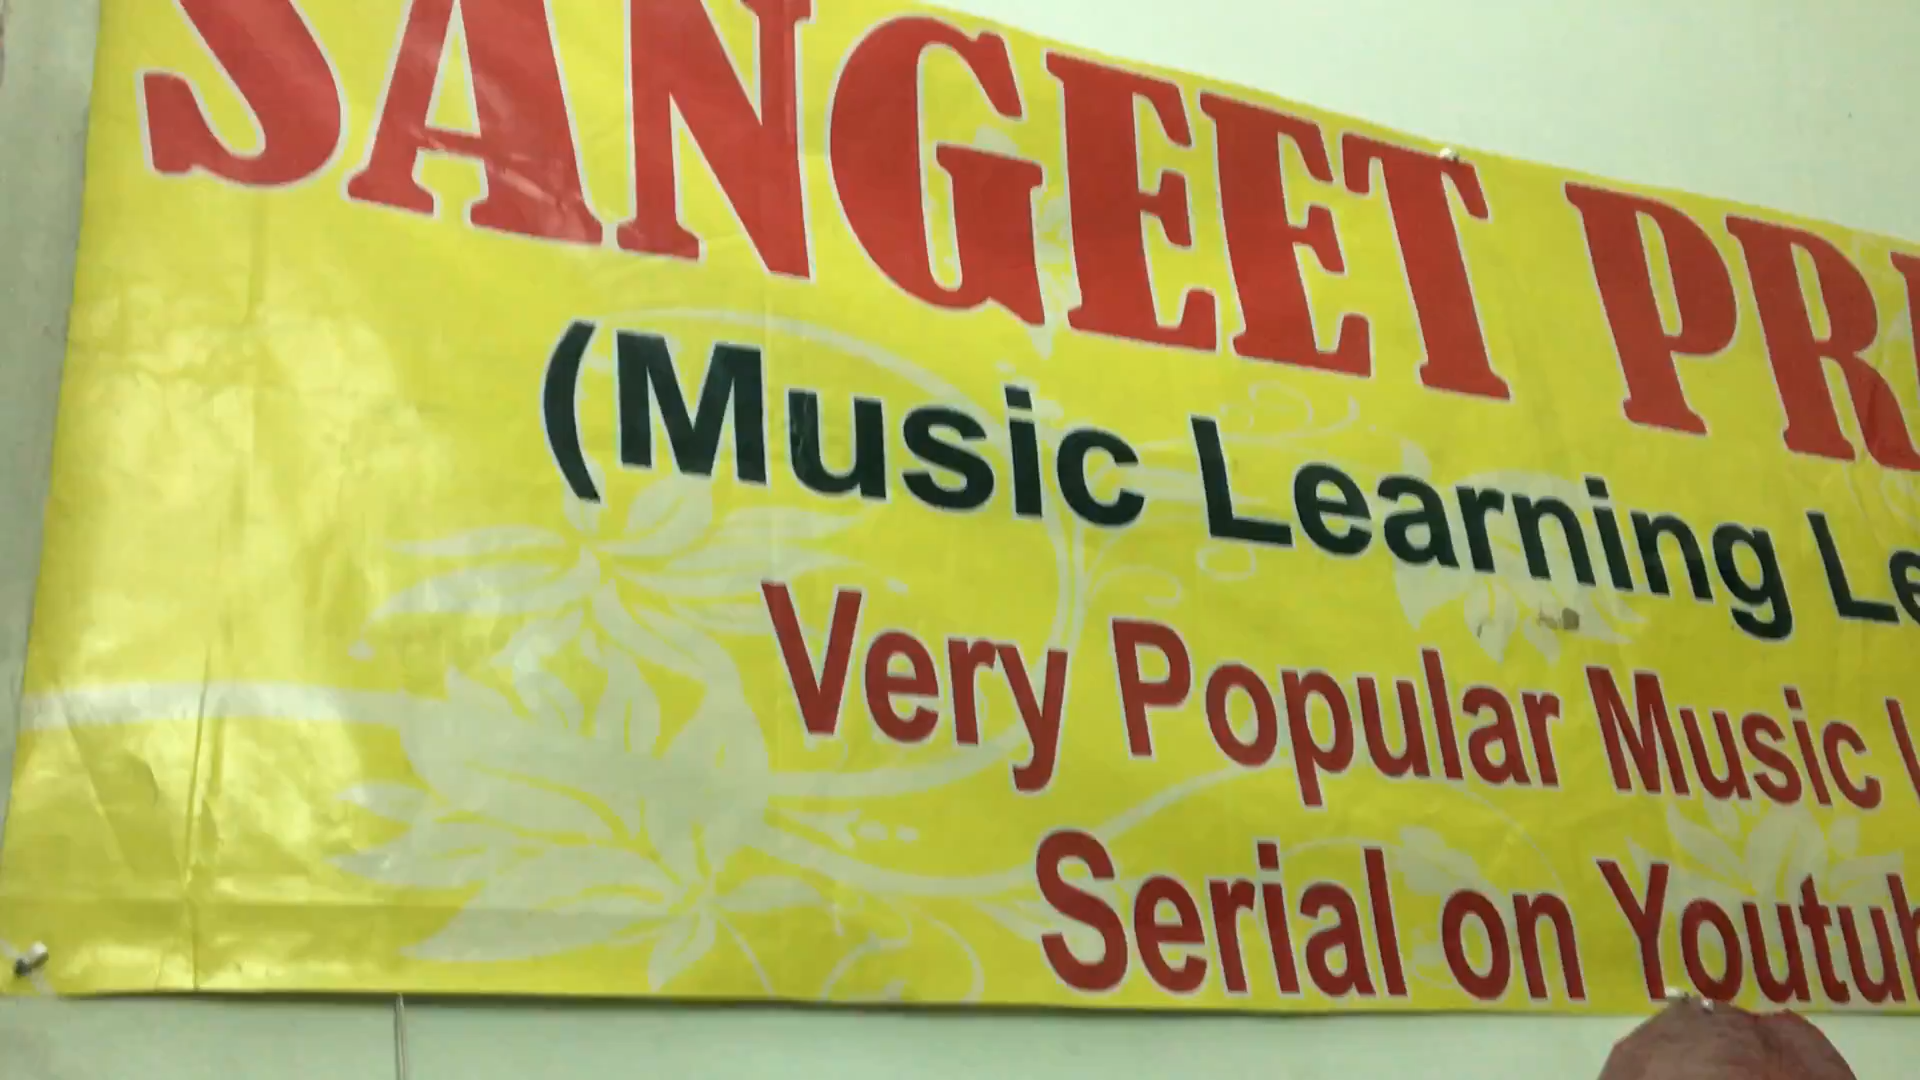 SANGEET PR
(Music Learning Le
Very Popular Music
Serial on Youtub